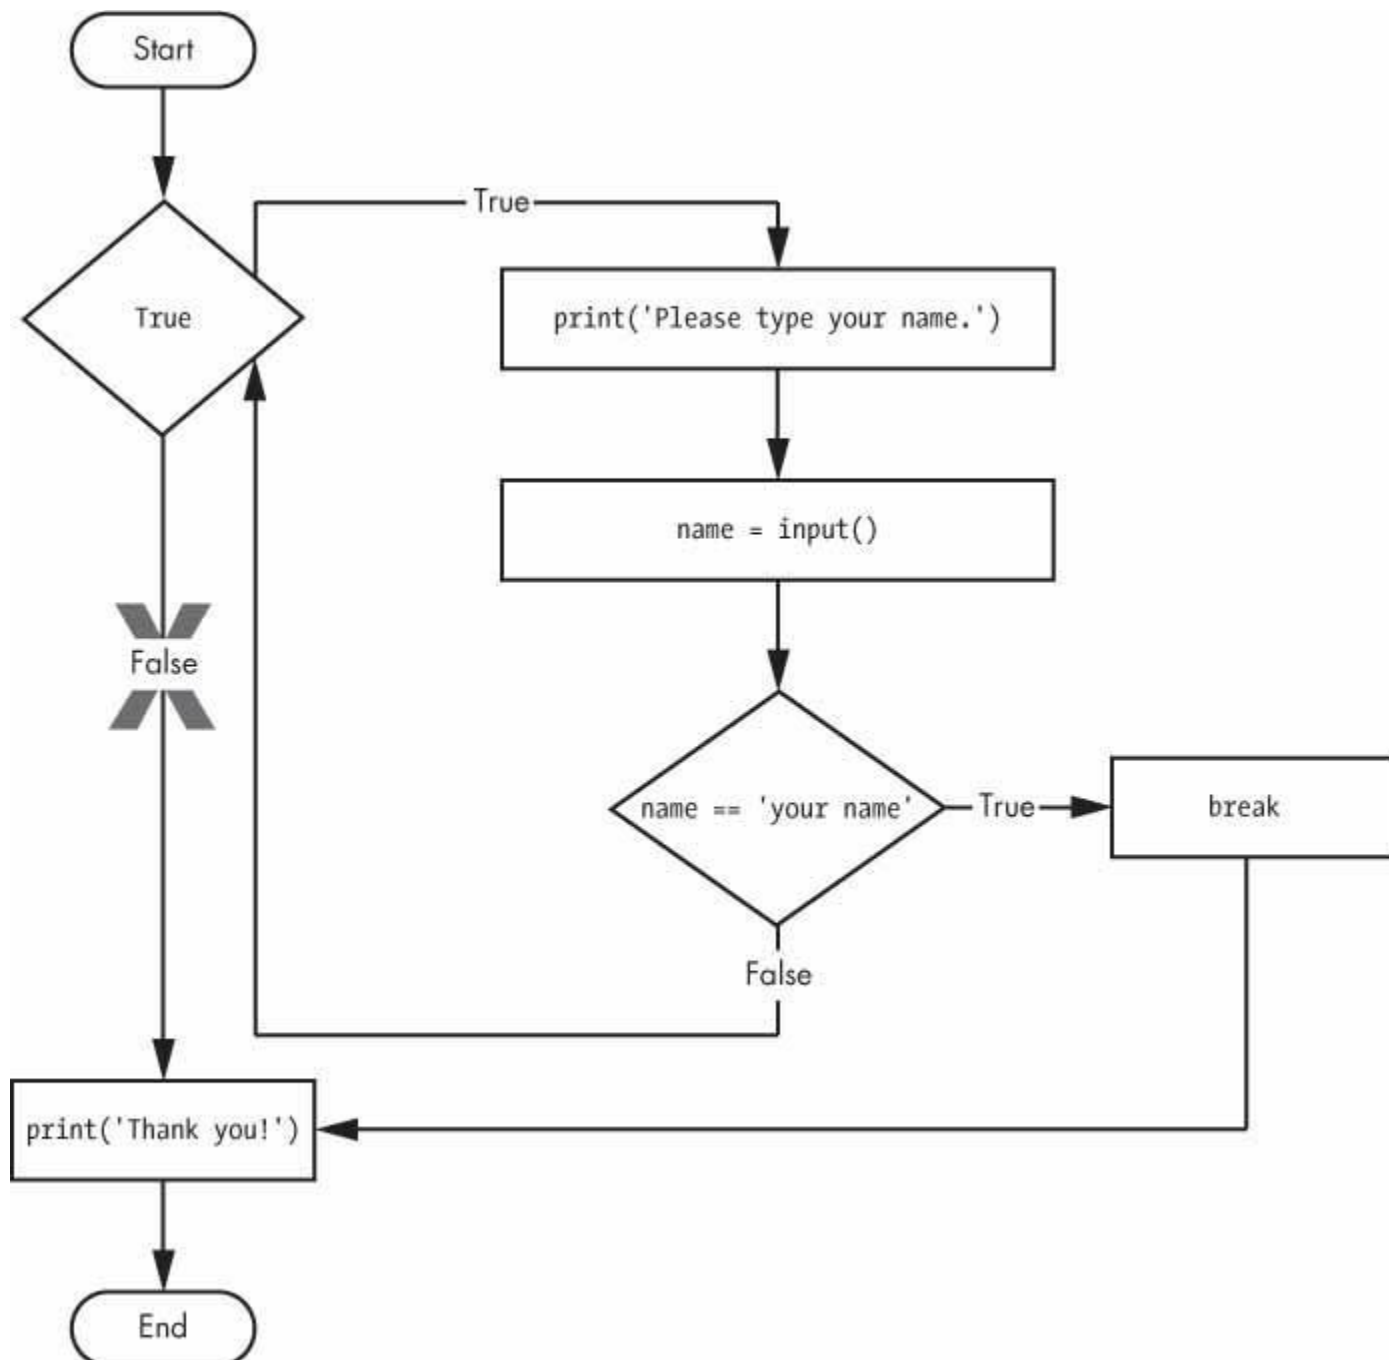 Start
True
True
print('Please type your name.')
name = input()
False
name == 'your name'
True
break
False
print('Thank you!')
End